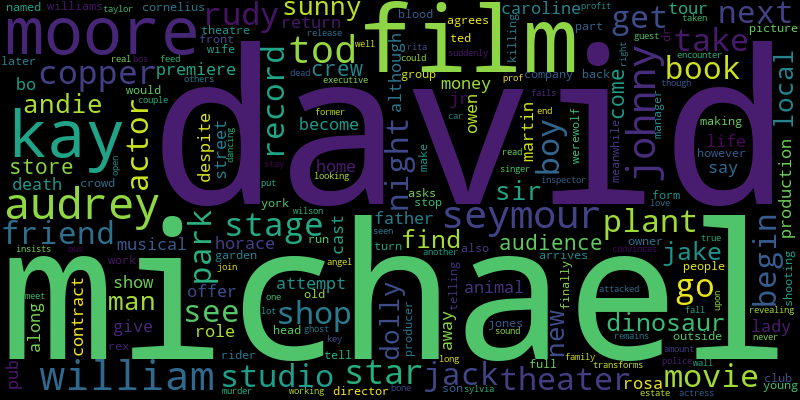 named williams taylor cornelius rudy sunny film caroline tour get next
moore theatre return ted agrees take picture
later front wife tod crew although blood rita part
copper premiere record group could well killing company back book
bo real bos feed others would money release right guest dr
andie couple executive dead prof suddenly encounter though taken profit
kay actor david jr owen former fails car end come johnny manager local
store despite street become martin boy werewolf meanwhile making life
death crowd open dancing home night make read singer inspector however say
audrey stay looking put stop asks sir love form production
friend york wilson father seymour plant
insists bus musical park stage cast turn seen find audience arrives owner true begin
michael horace garden run another also jake people shooting
work show offer join angel attempt convinces attacked go
meet along contract man see shop old dolly telling away animal new finally dinosaur upon revealing
give role one lot head ghost producer jones sound remains fall outside lady never
rex rider tell key long full family transforms police wall amount
pub william studio star jack theater rosa movie club young
murder working director bone son sylvia estate actress